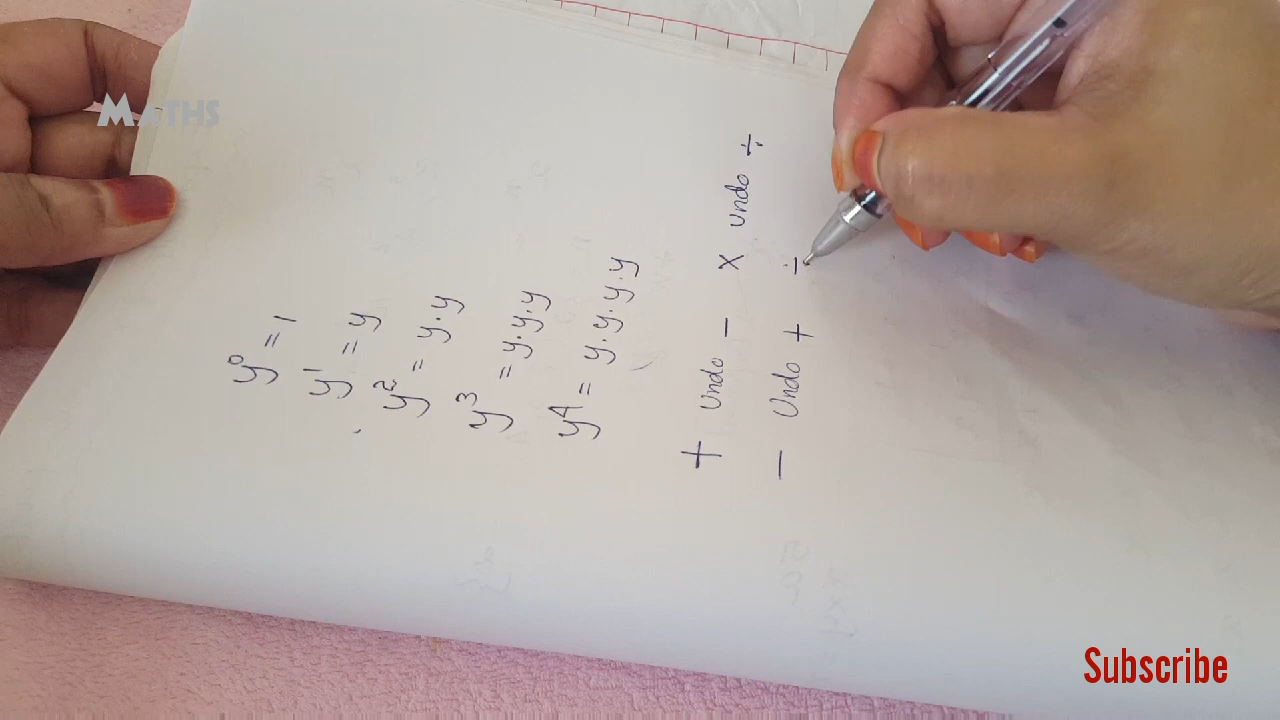 MATHS
y⁰ = 1
y¹ = y
y² = y.y
y³ = y.y.y
y⁴ = y.y.y.y
+ undo − × undo ÷
− undo + ÷
Subscribe